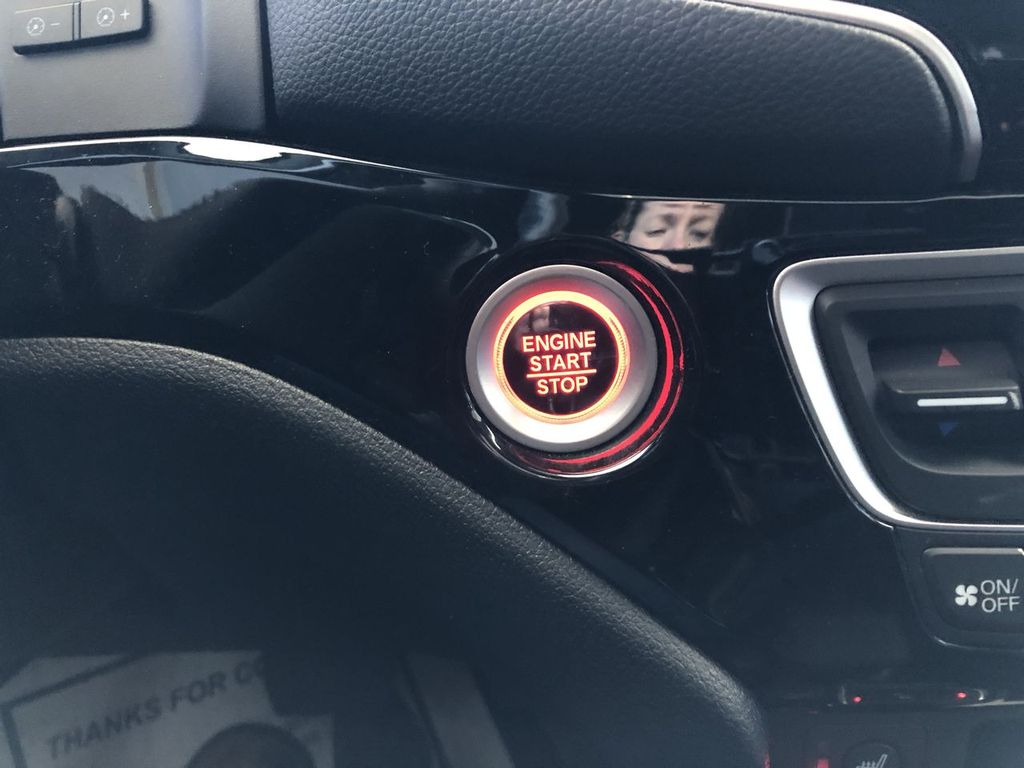 ENGINE
START
STOP
ON/
OFF
THANKS FOR